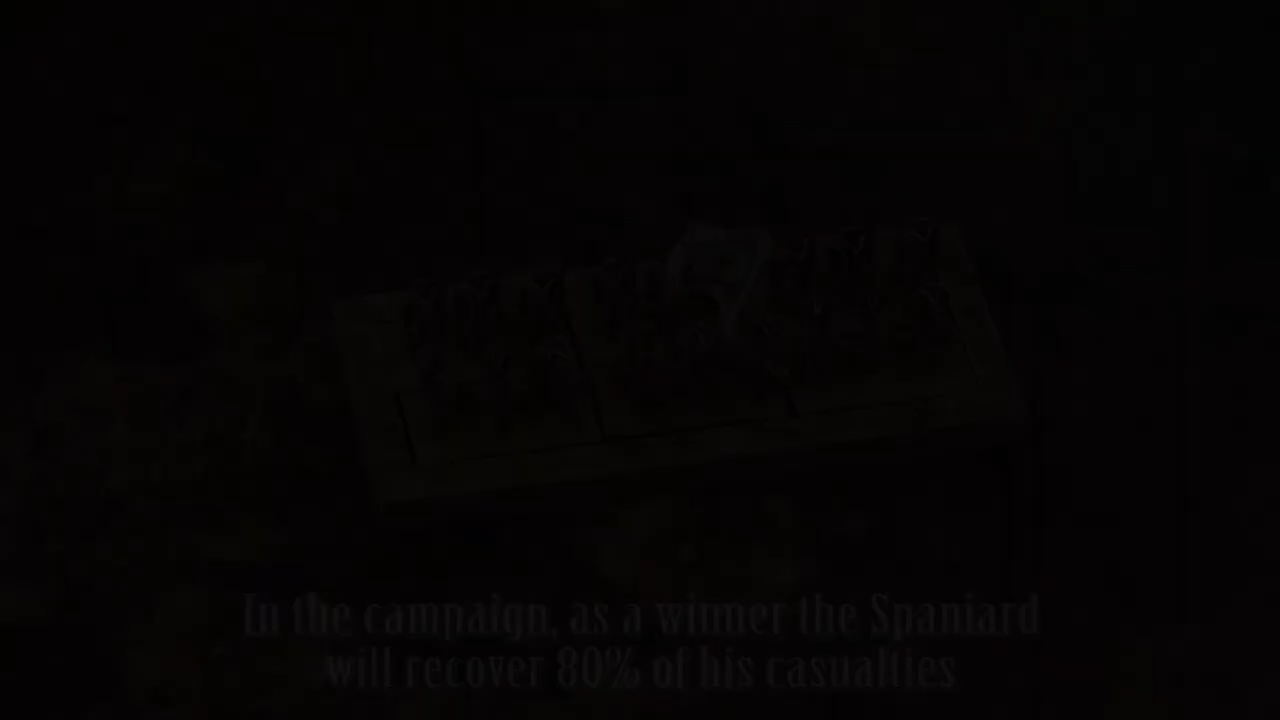 In the campaign, as a winner the Spaniard
will recover 80% of his casualties